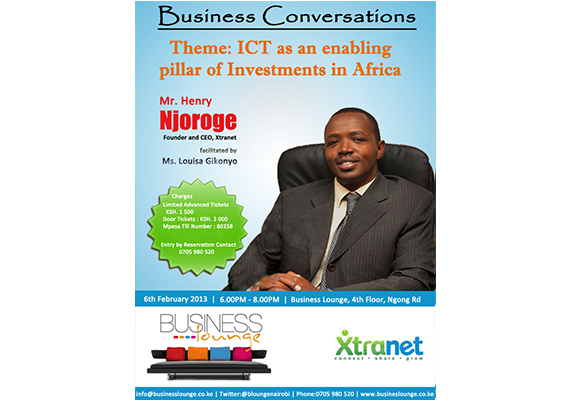 Business Conversations
Theme: ICT as an enabling
pillar of Investments in Africa
Mr. Henry
Njoroge
Founder and CEO, Xtranet
facilitated by
Ms. Louisa Gikonyo
Charges
Limited Advanced Tickets
KSH. 1 500
Door Tickets : KSH. 2 000
Mpesa Till Number : 80158
Entry by Reservation Contact
0705 980 520
6th February 2013 | 6.00PM - 8.00PM | Business Lounge, 4th Floor, Ngong Rd
BUSINESS
lounge
Xtranet
connect • share • grow
info@businesslounge.co.ke | Twitter:@bloungenairobi | Phone:0705 980 520 | www.busineslounge.co.ke